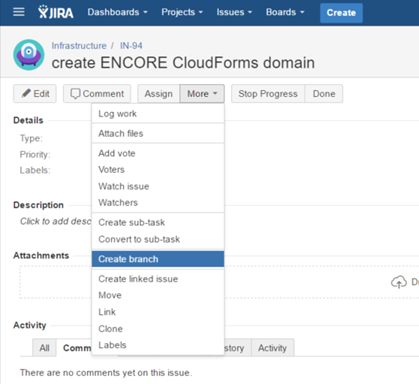 JIRA Dashboards Projects Issues Boards Create
Infrastructure / IN-94
create ENCORE CloudForms domain
Edit Comment Assign More Stop Progress Done
Details
Type:
Priority:
Labels:
Log work
Attach files
Add vote
Voters
Watch issue
Watchers
Create sub-task
Convert to sub-task
Create branch
Create linked issue
Move
Link
Clone
Labels
Description
Click to add desc
Attachments
Activity
All Comm story Activity
There are no comments yet on this issue.